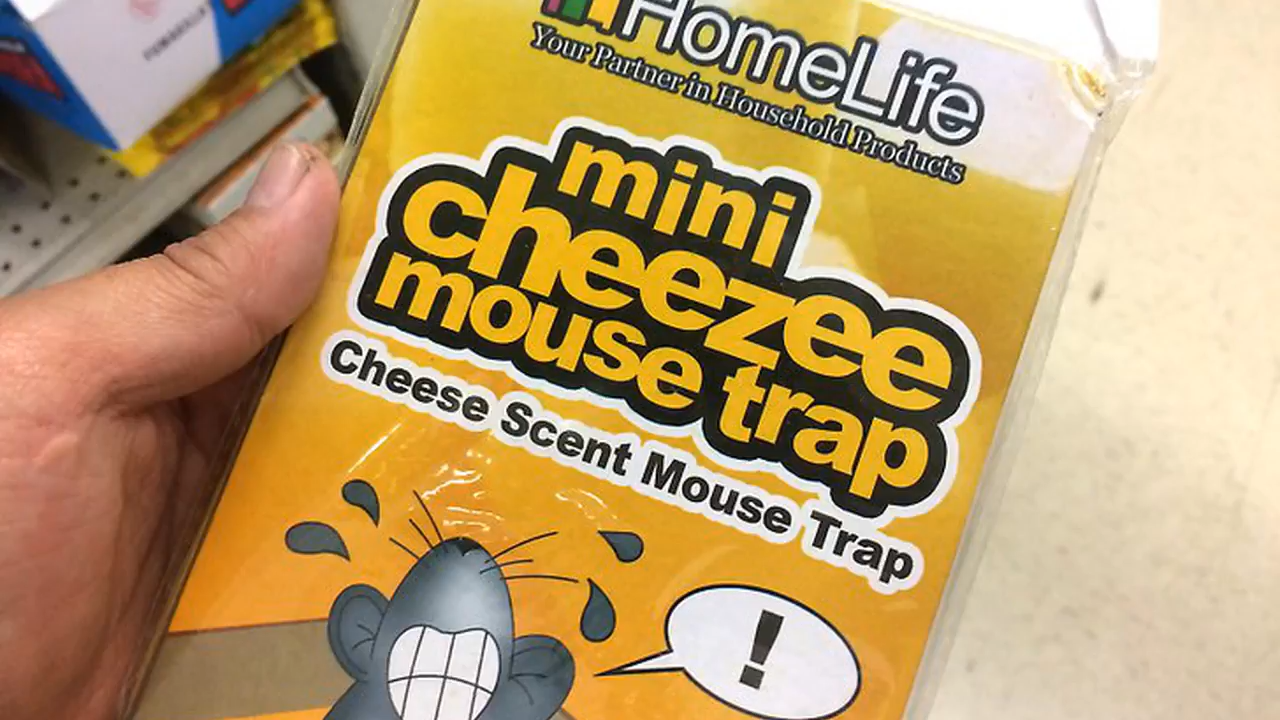 HomeLife
Your Partner in Household Products
mini
cheezee
mouse trap
Cheese Scent Mouse Trap
!